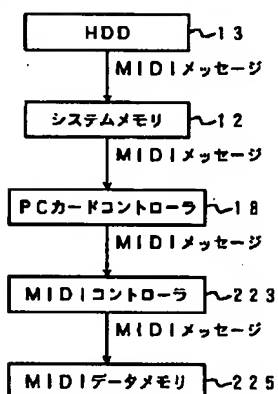 HDD 13
MIDIメッセージ
システムメモリ 12
MIDIメッセージ
PCカードコントローラ 18
MIDIメッセージ
MIDIコントローラ 223
MIDIメッセージ
MIDIデータメモリ 225